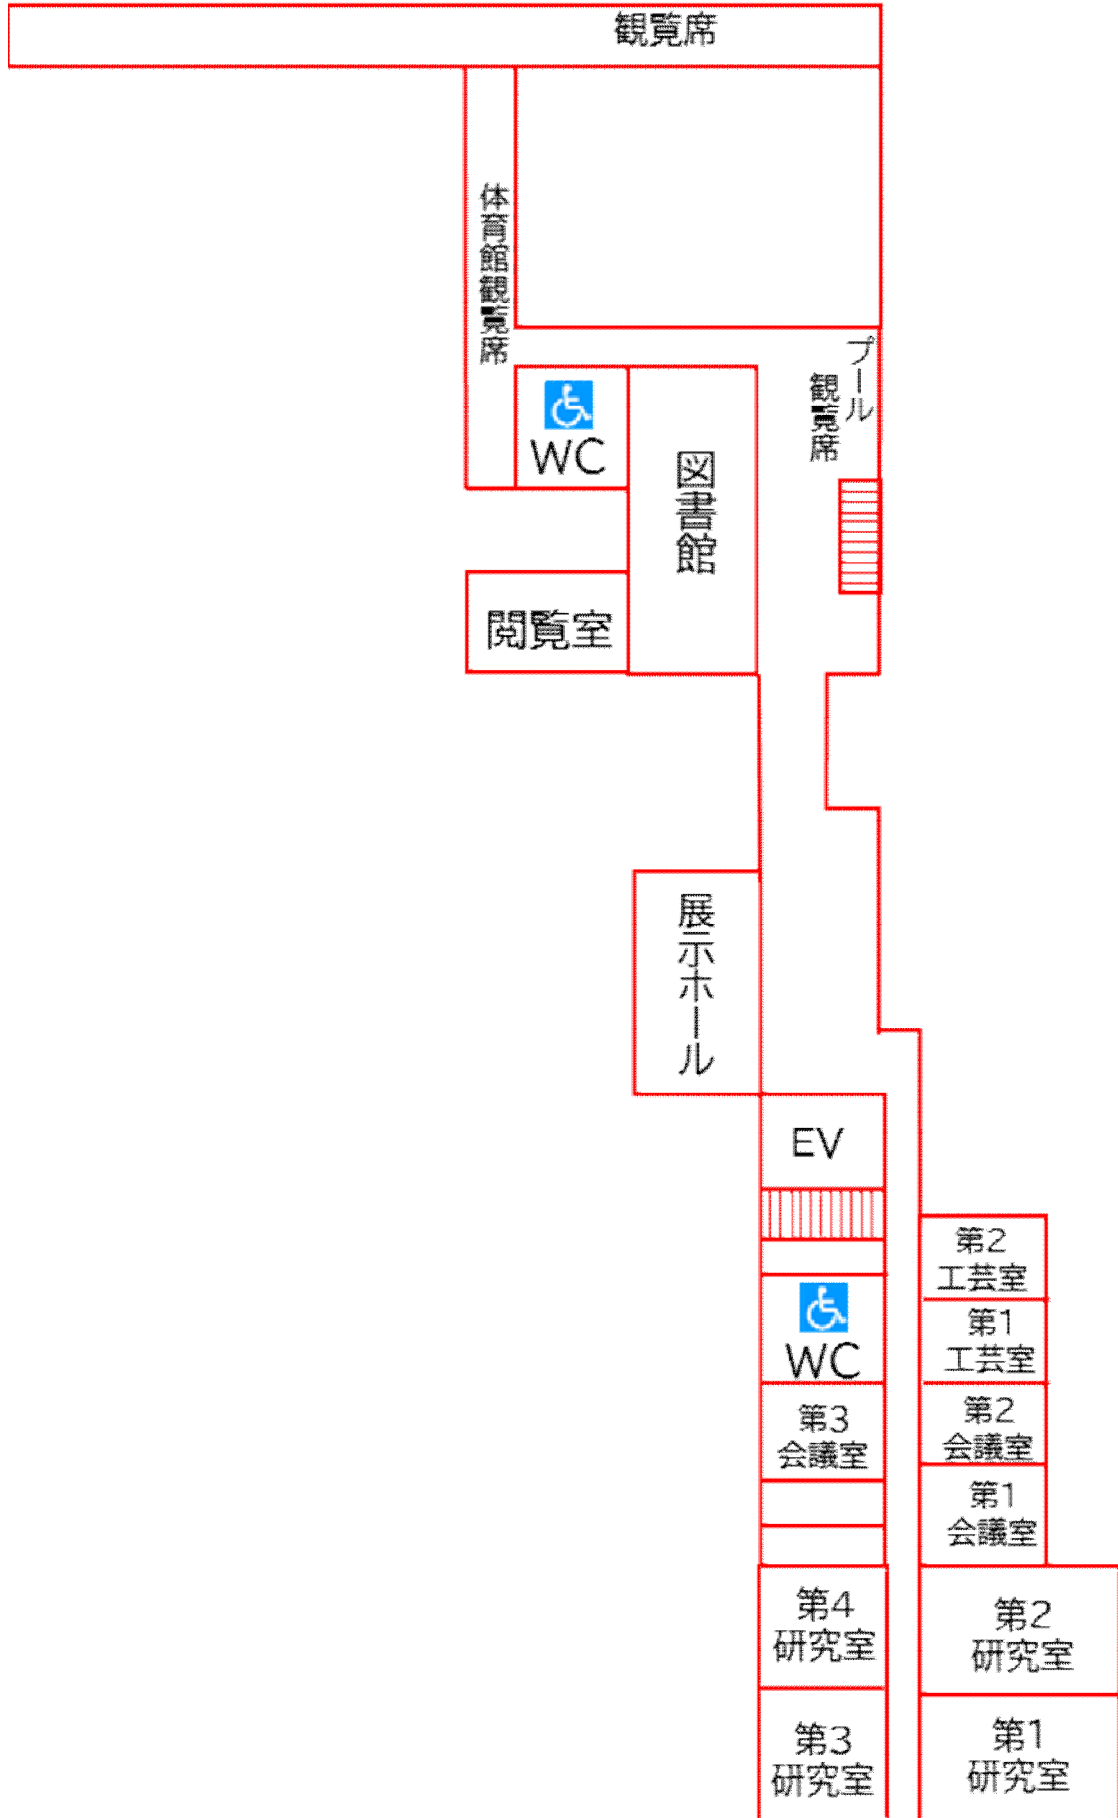 観覧席
体育館観覧席
プール
観覧席
WC
図書館
閲覧室
展示ホール
EV
第2
工芸室
WC
第1
工芸室
第3
会議室
第2
会議室
第1
会議室
第4
研究室
第2
研究室
第3
研究室
第1
研究室